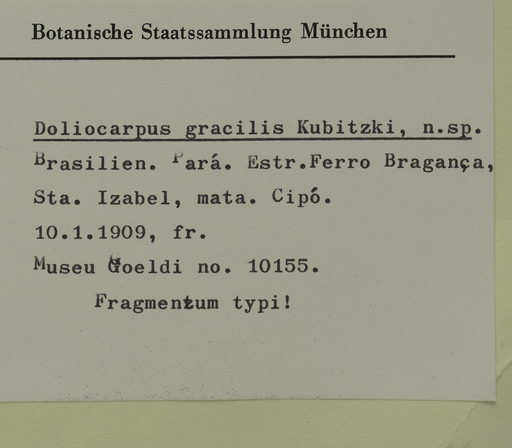 Botanische Staatssammlung München
Doliocarpus gracilis Kubitzki, n.sp.
Brasilien. Pará. Estr.Ferro Bragança,
Sta. Izabel, mata. Cipó.
10.1.1909, fr.
Museu Goeldi no. 10155.
Fragmentum typi!